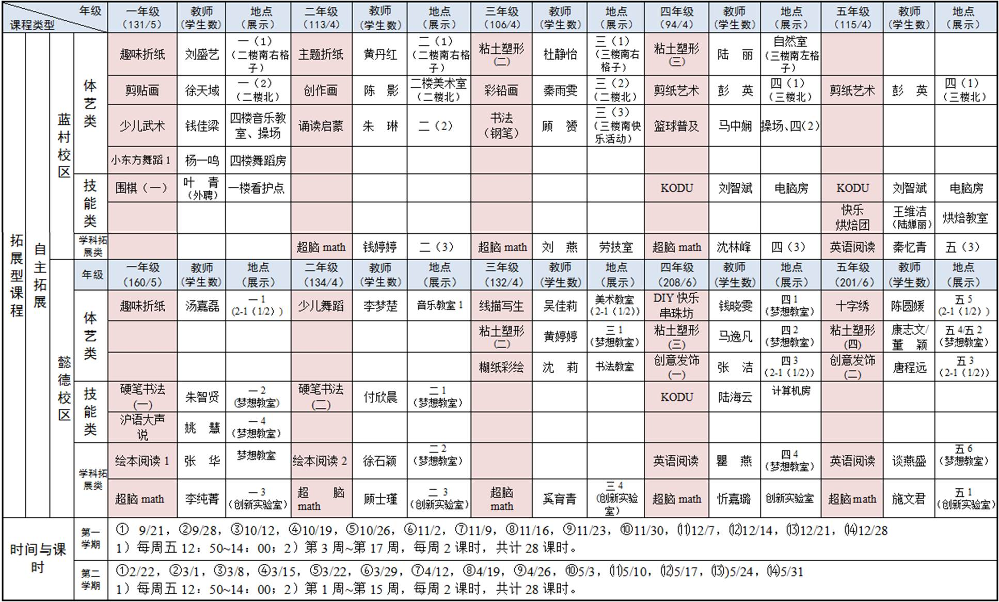 年级 一年级 教师 地点 二年级 教师 地点 三年级 教师 地点 四年级 教师 地点 五年级 教师 地点
课程类型 （131/5） （学生数） （展示） （113/4） （学生数） （展示） （106/4） （学生数） （展示） （94/4） （学生数） （展示） （115/4） （学生数） （展示）
拓展型课程
自主拓展
蓝村校区
体艺类
趣味折纸 刘盛艺 一（1）（二楼南右格子） 主题折纸 黄丹红 二（1）（二楼南右格子） 粘土塑形（二） 杜静怡 三（1）（三楼南右格子） 粘土塑形（三） 陆 丽 自然室（三楼南左格子）
剪贴画 徐天域 一（2）（二楼北） 创作画 陈 影 二楼美术室（二楼北） 彩铅画 秦雨雯 三（2）（二楼北） 剪纸艺术 彭 英 四（1）（三楼北） 剪纸艺术 彭 英 四（1）（三楼北）
少儿武术 钱佳梁 四楼音乐教室、操场 诵读启蒙 朱 琳 二（2） 书法（钢笔） 顾 赟 三（3）（三楼南快乐活动） 篮球普及 马中娴 操场、四（2）
小东方舞蹈 1 杨一鸣 四楼舞蹈房
技能类
围棋（一） 叶 青（外聘） 一楼看护点 KODU 刘智斌 电脑房 KODU 刘智斌 电脑房
快乐烘焙团 王维洁（陆婵丽） 烘焙教室
学科拓展类
超脑 math 钱婷婷 二（3） 超脑 math 刘 燕 劳技室 超脑 math 沈林峰 四（3） 英语阅读 秦忆青 五（3）
懿德校区
年级 一年级 教师 地点 二年级 教师 地点 三年级 教师 地点 四年级 教师 地点 五年级 教师 地点
（160/5） （学生数） （展示） （134/4） （学生数） （展示） （132/4） （学生数） （展示） （208/6） （学生数） （展示） （201/6） （学生数） （展示）
体艺类
趣味折纸 汤嘉磊 一 1（2-1（1/2）） 少儿舞蹈 李梦楚 音乐教室 1 线描写生 吴佳莉 美术教室（2-1（1/2）） DIY 快乐串珠坊 钱晓雯 四 1（梦想教室） 十字绣 陈圆媛 五 5（2-1（1/2））
粘土塑形（二） 黄婷婷 三 1（梦想教室） 粘土塑形（三） 马逸凡 四 2（梦想教室） 粘土塑形（四） 康志文/董 颖 五 4/五 2（梦想教室）
糊纸彩绘 沈 莉 书法教室 创意发饰（一） 张 洁 四 3（2-1（1/2）） 创意发饰（二） 唐程远 五 3（2-1（1/2））
技能类
硬笔书法（一） 朱智贤 一 2（梦想教室） 硬笔书法（二） 付欣晨 二 1（梦想教室） KODU 陆海云 计算机房
沪语大声说 姚 慧 一 4（梦想教室）
学科拓展类
绘本阅读 1 张 华 梦想教室 绘本阅读 2 徐石颖 二 2（梦想教室） 英语阅读 瞿 燕 四 4（梦想教室） 英语阅读 谈燕盛 五 6（梦想教室）
超脑 math 李纯菁 一 3（创新实验室） 超 脑 math 顾士瑾 二 3（创新实验室） 超脑 math 奚育青 三 4（创新实验室） 超脑 math 忻嘉璐 创新实验室 超脑 math 施文君 五 1（创新实验室）
时间与课时
第一学期
① 9/21，②9/28，③10/12，④10/19，⑤10/26，⑥11/2，⑦11/9，⑧11/16，⑨11/23，⑩11/30，⑾12/7，⑿12/14，⒀12/21，⒁12/28
1）每周五 12：50~14：00；2）第 3 周~第 17 周，每周 2 课时，共计 28 课时。
第二学期
①2/22，②3/1，③3/8，④3/15，⑤3/22，⑥3/29，⑦4/12，⑧4/19，⑨4/26，⑩5/3，⑾5/10，⑿5/17，⒀)5/24，⒁5/31
1）每周五 12：50~14：00；2）第 1 周~第 15 周，每周 2 课时，共计 28 课时。